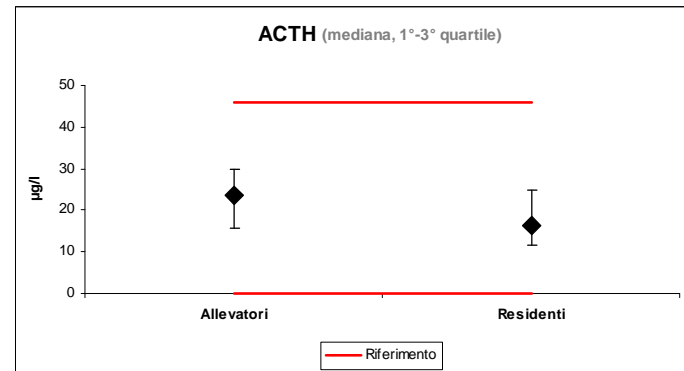 ACTH (mediana, 1°-3° quartile)
50
40
30
20
10
0
µg/l
Allevatori Residenti
Riferimento